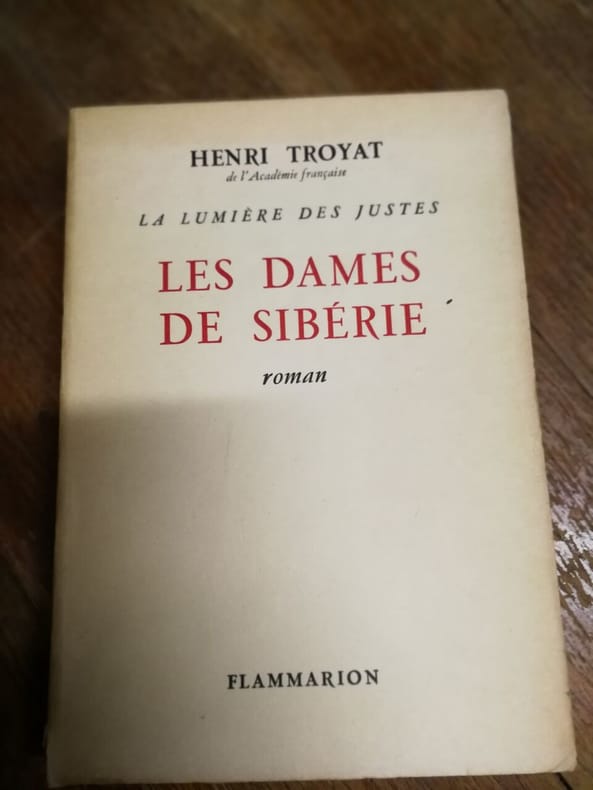 HENRI TROYAT
de l'Académie française
LA LUMIÈRE DES JUSTES
LES DAMES
DE SIBÉRIE
roman
FLAMMARION